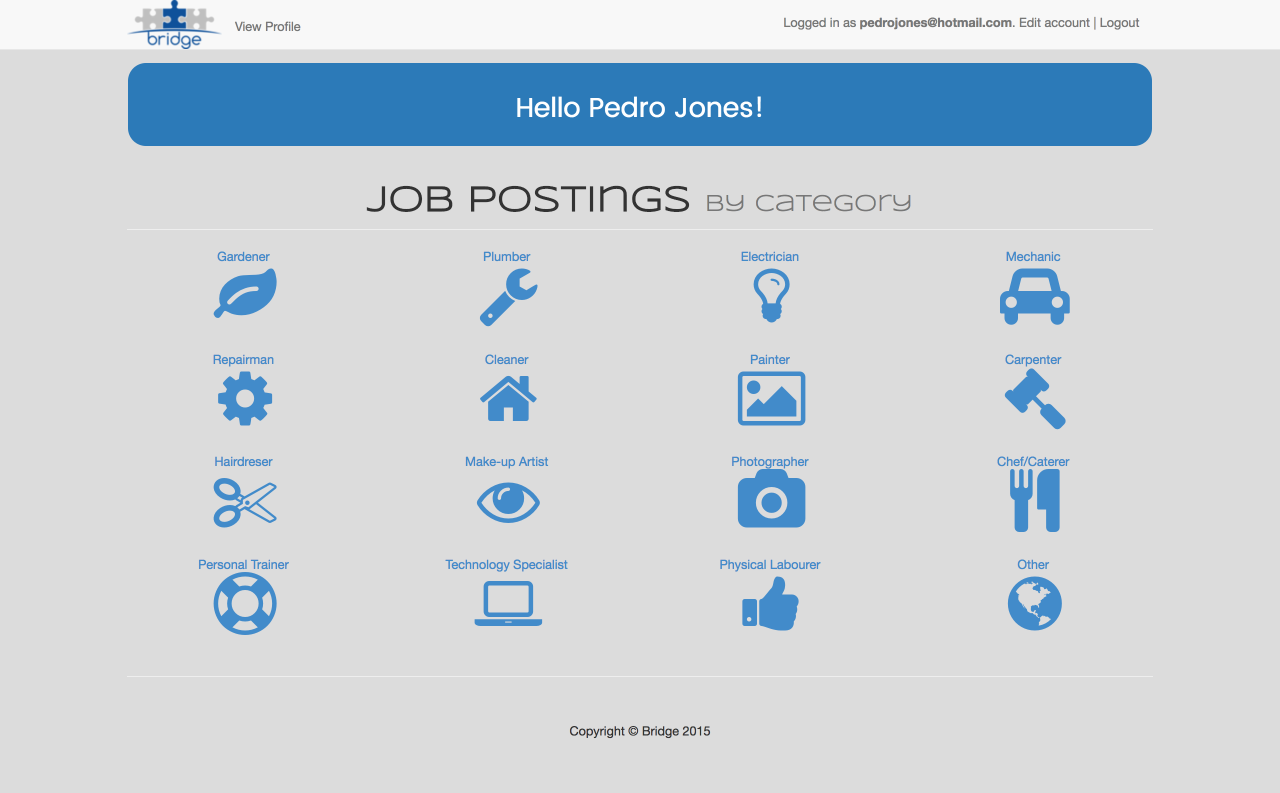 bridge
View Profile
Logged in as pedrojones@hotmail.com. Edit account | Logout
Hello Pedro Jones!
JOB POSTINGS By Category
Gardener Plumber Electrician Mechanic
Repairman Cleaner Painter Carpenter
Hairdreser Make-up Artist Photographer Chef/Caterer
Personal Trainer Technology Specialist Physical Labourer Other
Copyright © Bridge 2015